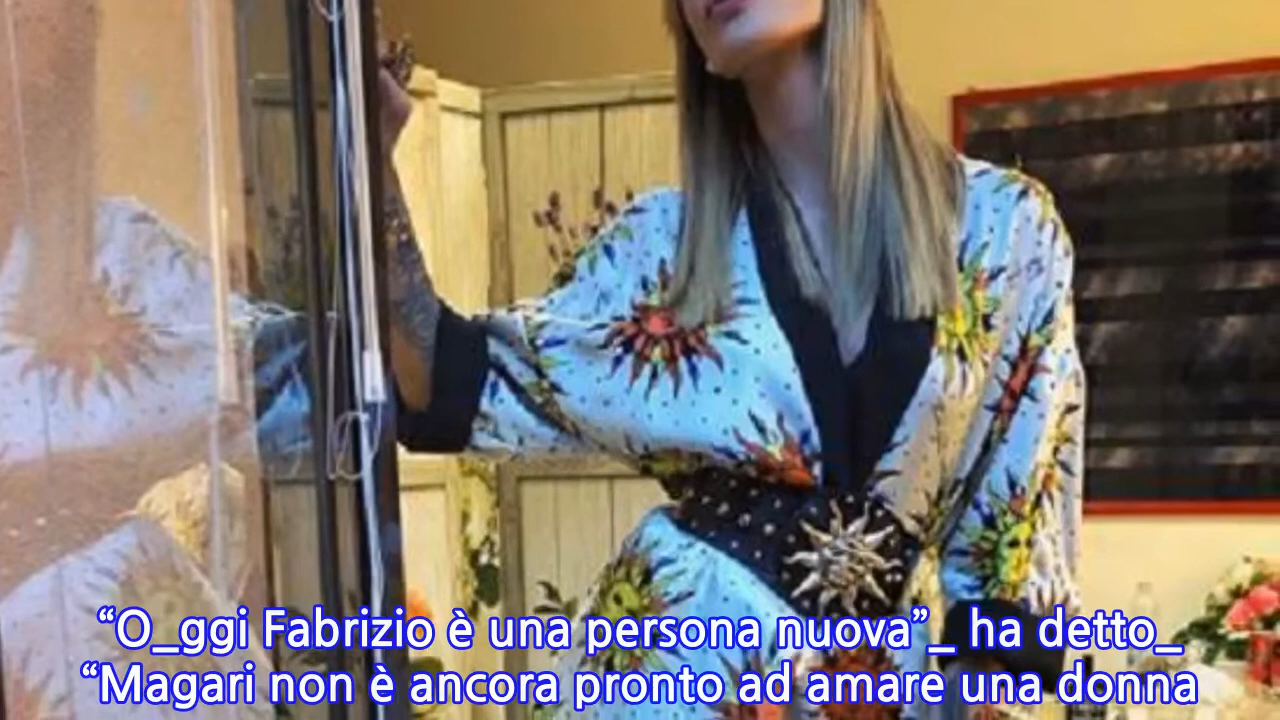 “O_ggi Fabrizio è una persona nuova”_ ha detto_
“Magari non è ancora pronto ad amare una donna